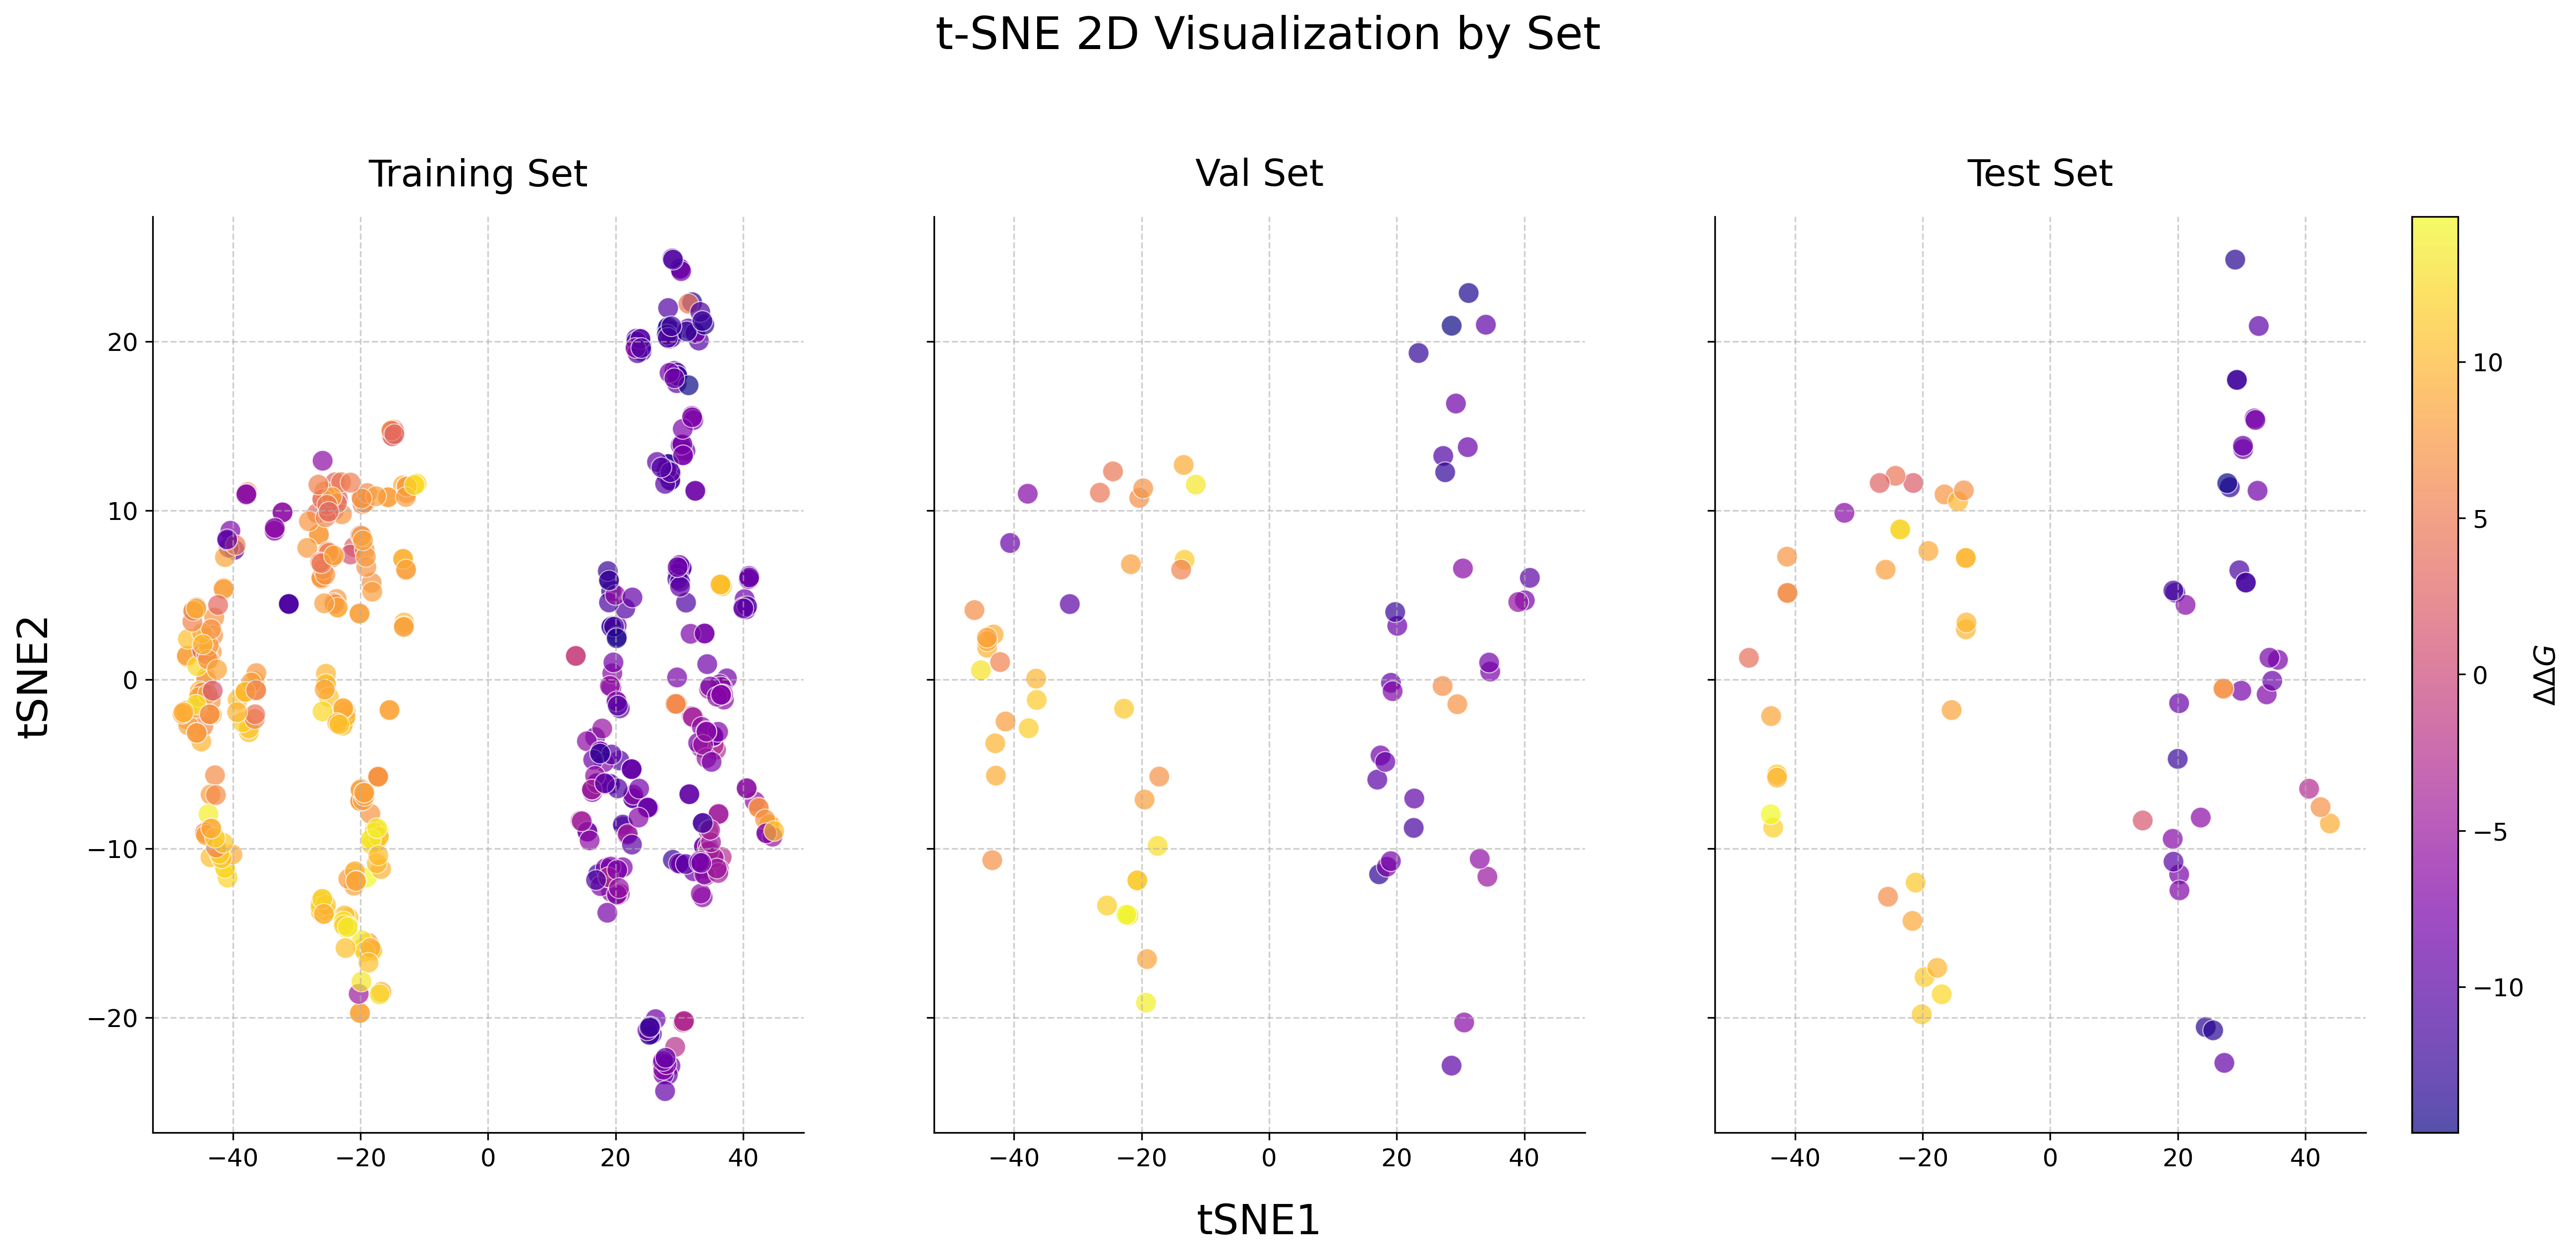 t-SNE 2D Visualization by Set
Training Set
Val Set
Test Set
20
10
0
−10
−20
tSNE2
−40 −20 0 20 40
−40 −20 0 20 40
−40 −20 0 20 40
tSNE1
10
5
0
−5
−10
ΔΔG